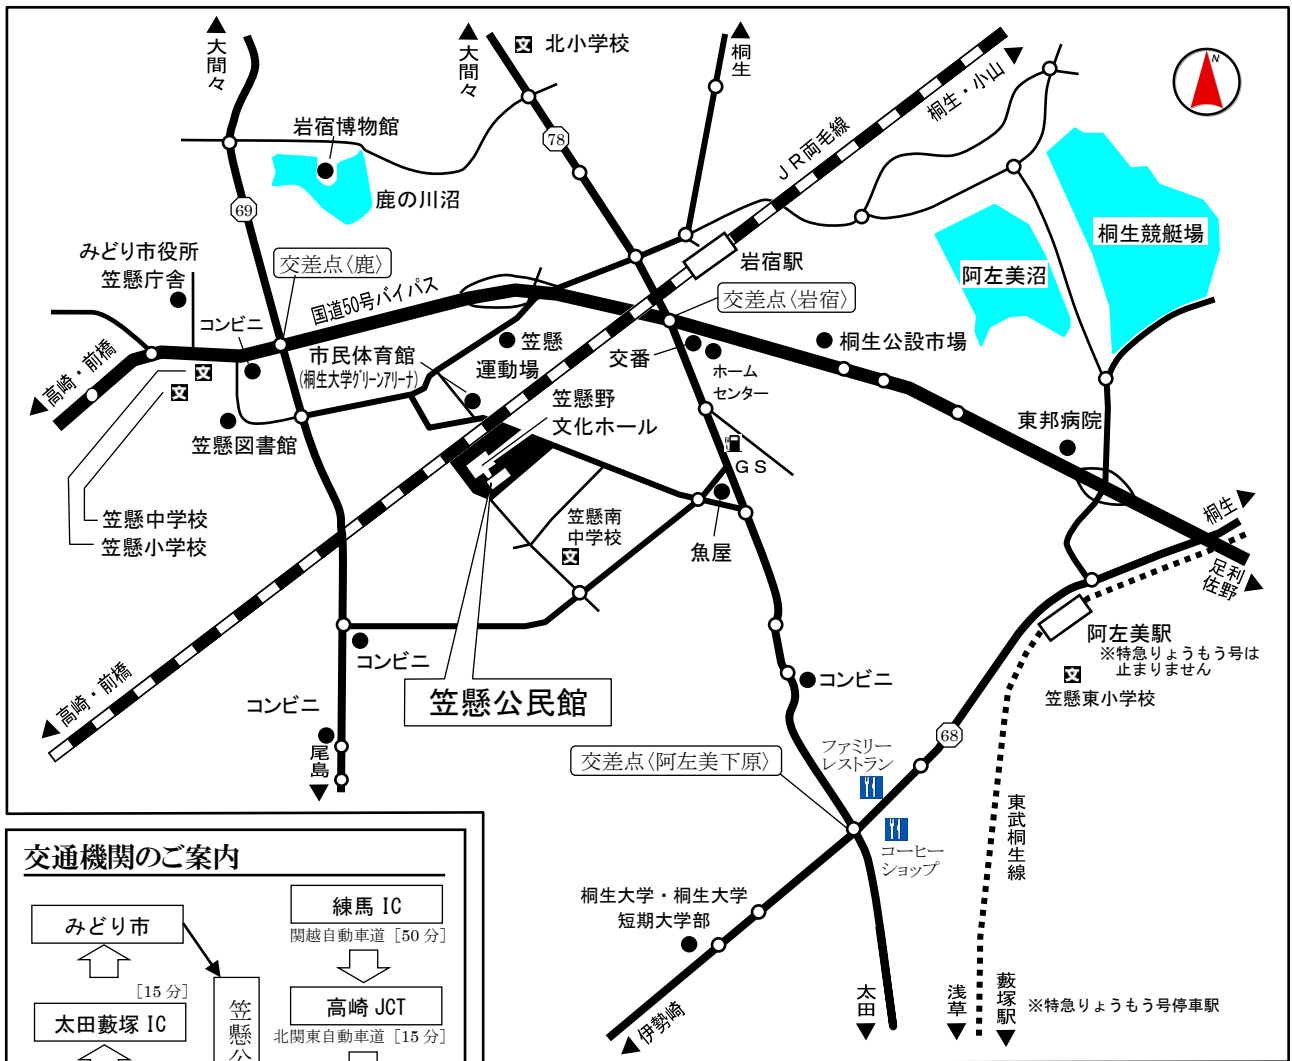 大間々
大間々
北小学校
桐生
桐生・小山
N
岩宿博物館
78
JR両毛線
鹿の川沼
69
みどり市役所
笠懸庁舎
交差点〈鹿〉
岩宿駅
桐生競艇場
阿左美沼
国道50号バイパス
交差点〈岩宿〉
コンビニ
高崎・前橋
市民体育館
(桐生大学グリーンアリーナ)
笠懸
運動場
交番
ホーム
センター
桐生公設市場
笠懸野
文化ホール
笠懸図書館
東邦病院
GS
笠懸中学校
笠懸小学校
笠懸南
中学校
魚屋
桐生
足利
佐野
阿左美駅
※特急りょうもう号は
止まりません
笠懸東小学校
コンビニ
高崎・前橋
コンビニ
笠懸公民館
コンビニ
尾島
交差点〈阿左美下原〉
ファミリー
レストラン
68
コーヒー
ショップ
東武桐生線
桐生大学・桐生大学
短期大学部
伊勢崎
太田
浅草
藪塚駅
※特急りょうもう号停車駅
交通機関のご案内
みどり市
[15分]
太田藪塚 IC
笠懸公
練馬 IC
関越自動車道 [50分]
高崎 JCT
北関東自動車道 [15分]